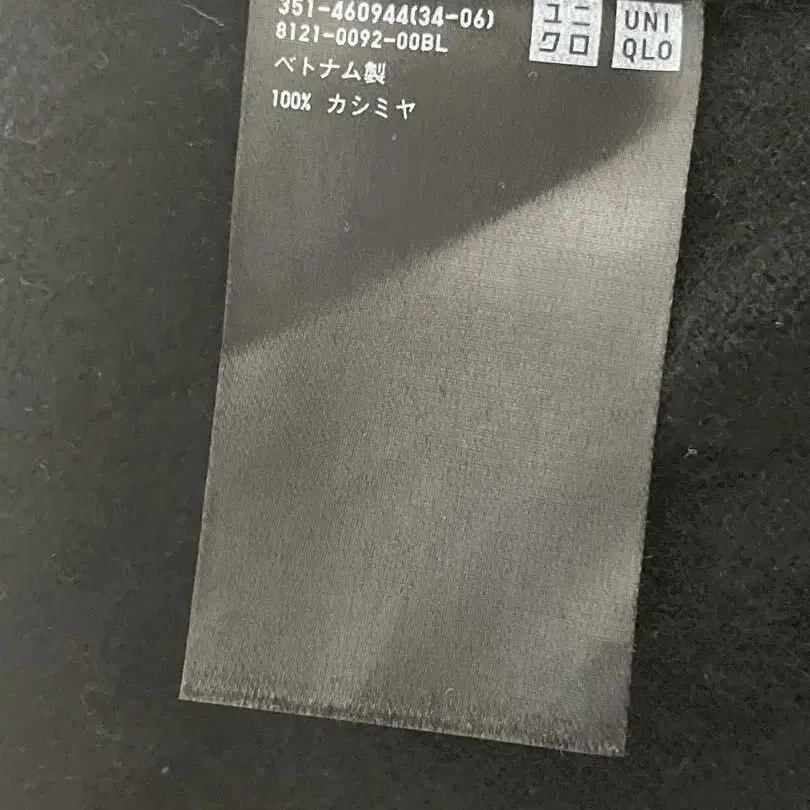 351-460944(34-06)
8121-0092-00BL
ベトナム製
100% カシミヤ
ユニ
クロ
UNI
QLO